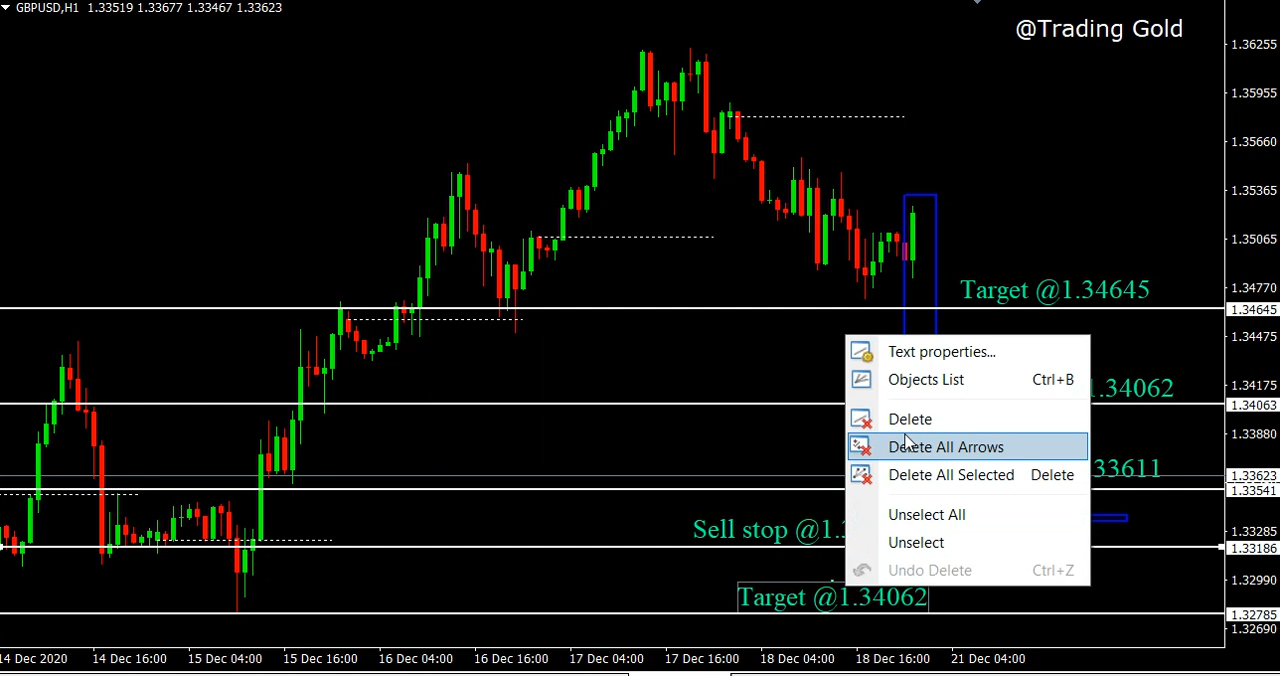 GBPUSD,H1 1.33519 1.33677 1.33467 1.33623
@Trading Gold
1.36255
1.35955
1.35660
1.35365
1.35065
1.34770
Target @1.34645
1.34645
1.34475
Text properties...
Objects List Ctrl+B
1.34062
1.34175
1.34063
Delete
1.33880
Delete All Arrows
33611
Delete All Selected Delete
1.33623
1.33541
Unselect All
Sell stop @1.3
1.33285
Unselect
1.33186
Undo Delete Ctrl+Z
1.32990
Target @1.34062
1.32785
1.32690
14 Dec 2020 14 Dec 16:00 15 Dec 04:00 15 Dec 16:00 16 Dec 04:00 16 Dec 16:00 17 Dec 04:00 17 Dec 16:00 18 Dec 04:00 18 Dec 16:00 21 Dec 04:00